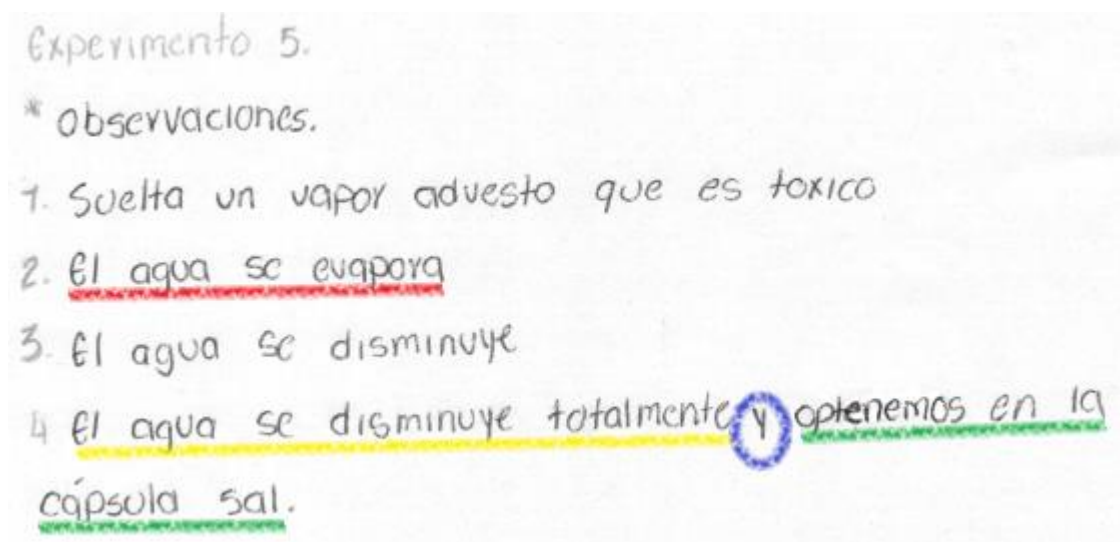 Experimento 5.
* Observaciones.
1. Suelta un vapor advesto que es toxico
2. El agua se evapora
3. El agua se disminuye
4 El agua se disminuye totalmente y optenemos en la
cápsula sal.